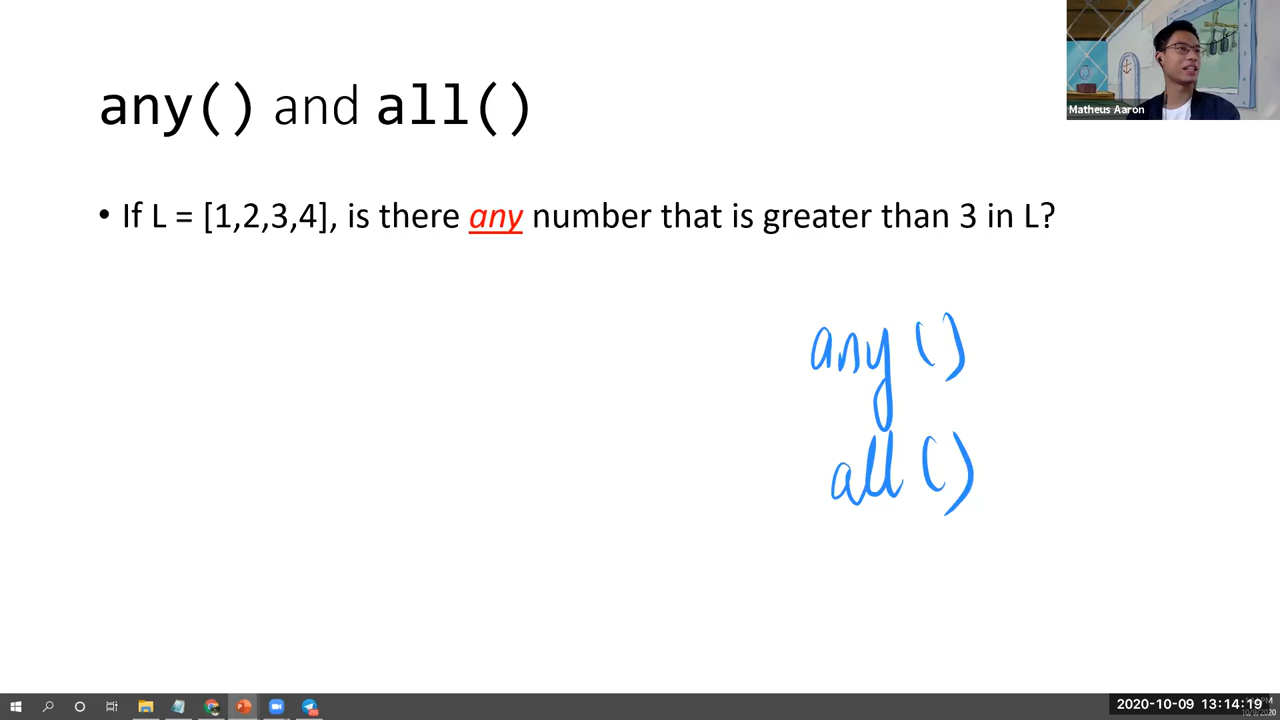 any() and all()
Matheus Aaron
• If L = [1,2,3,4], is there any number that is greater than 3 in L?
any()
all()
2020-10-09 13:14:19